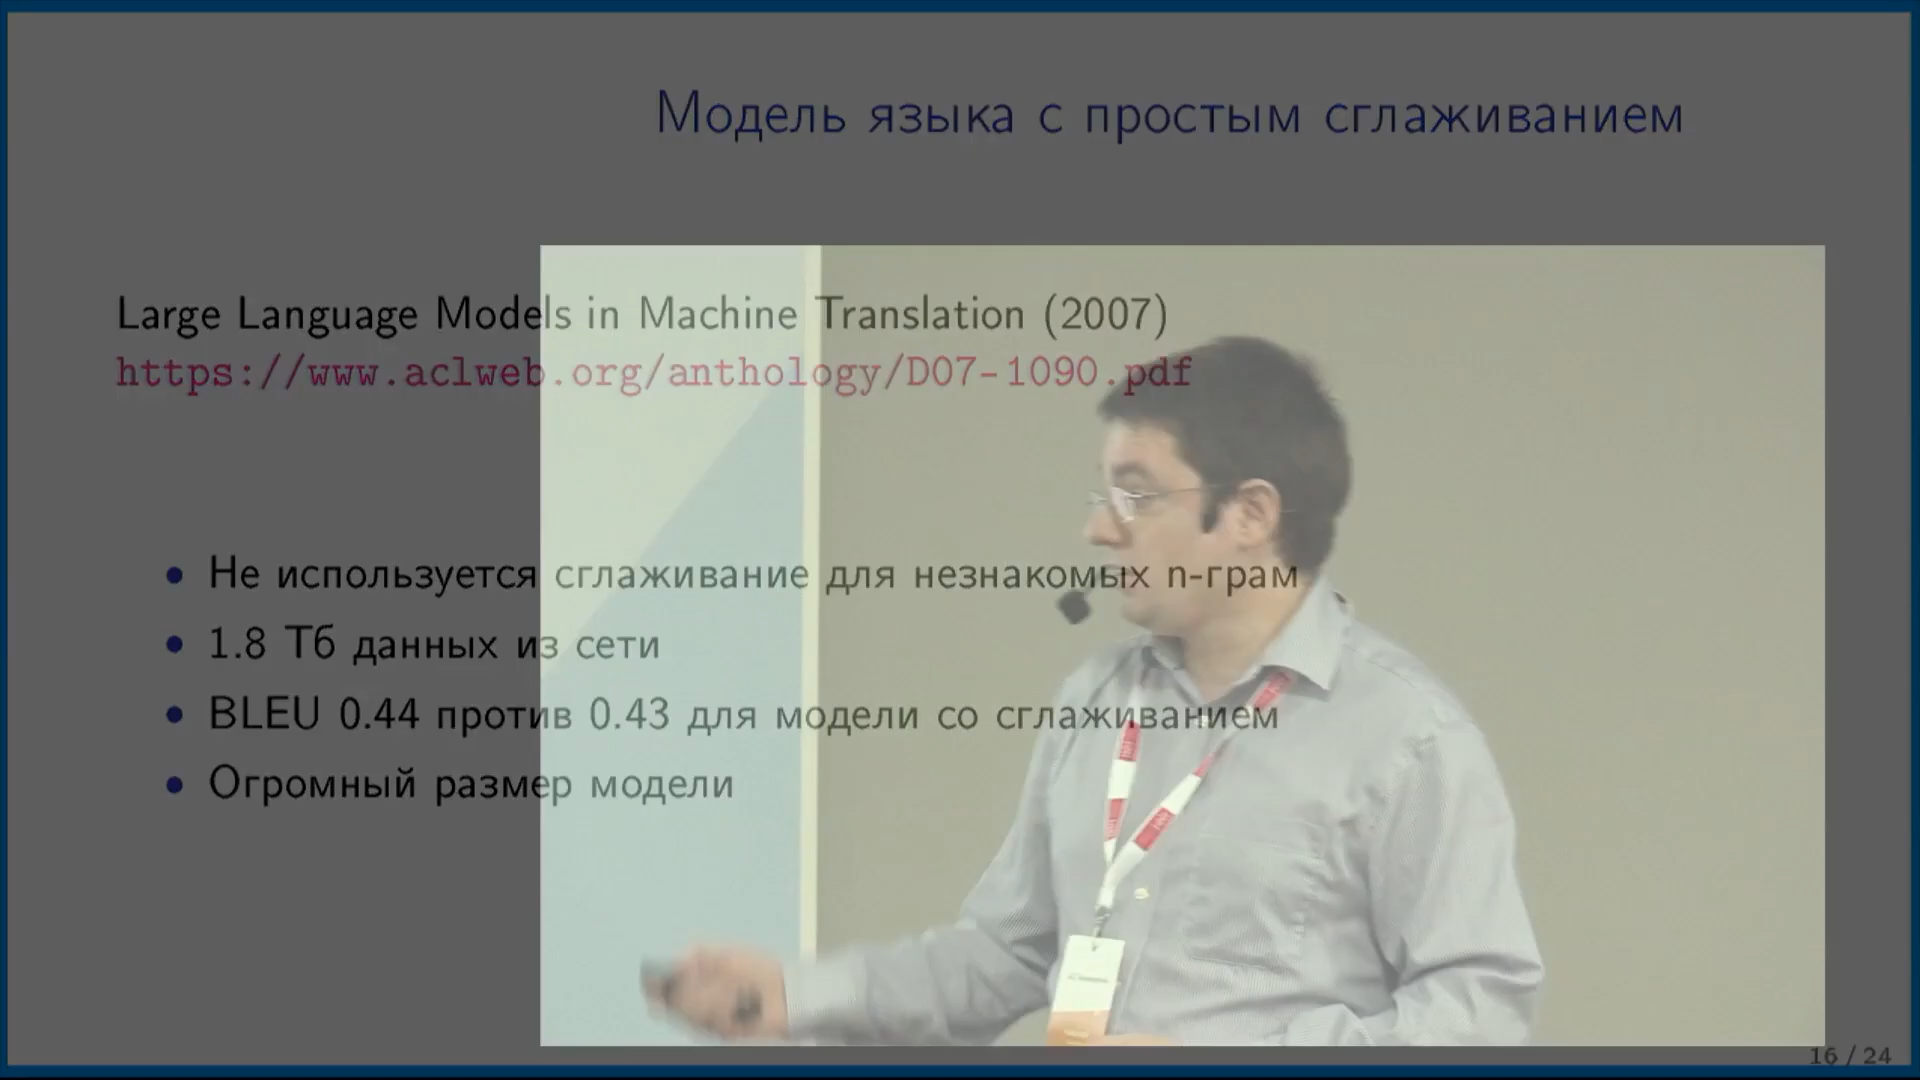 Модель языка с простым сглаживанием
Large Language Models in Machine Translation (2007)
https://www.aclweb.org/anthology/D07-1090.pdf
• Не используется сглаживание для незнакомых n-грам
• 1.8 Тб данных из сети
• BLEU 0.44 против 0.43 для модели со сглаживанием
• Огромный размер модели
16 / 24